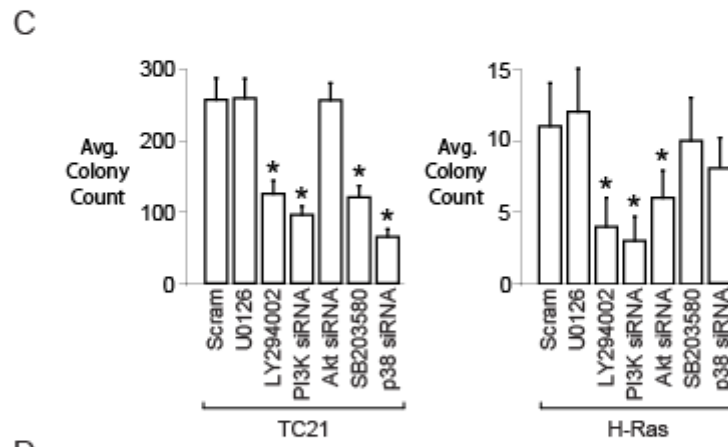 C
300
200
100
0
Avg.
Colony
Count
*
*
*
*
Scram
U0126
LY294002
PI3K siRNA
Akt siRNA
SB203580
p38 siRNA
TC21
15
10
5
0
Avg.
Colony
Count
*
*
*
Scram
U0126
LY294002
PI3K siRNA
Akt siRNA
SB203580
p38 siRNA
H-Ras